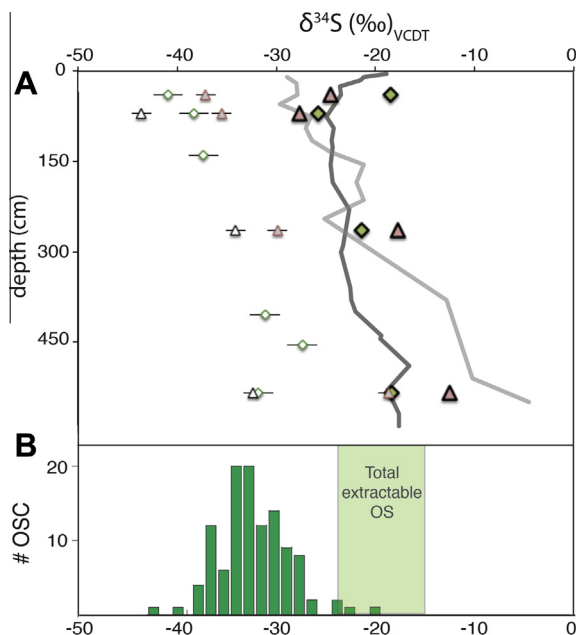 δ³⁴S (‰)VCDT
-50 -40 -30 -20 -10 0
A
0
150
300
450
depth (cm)
B
20
10
# OSC
Total
extractable
OS
-50 -40 -30 -20 -10 0